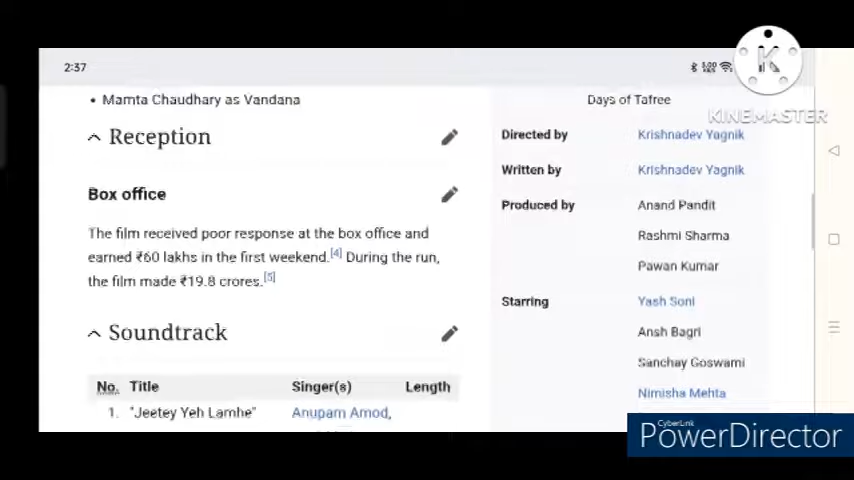 2:37
KINEMASTER
• Mamta Chaudhary as Vandana
Reception
Box office
The film received poor response at the box office and
earned ₹60 lakhs in the first weekend.[4] During the run,
the film made ₹19.8 crores.[5]
Soundtrack
No. Title Singer(s) Length
1. "Jeetey Yeh Lamhe" Anupam Amod,
Days of Tafree
Directed by Krishnadev Yagnik
Written by Krishnadev Yagnik
Produced by Anand Pandit
Rashmi Sharma
Pawan Kumar
Starring Yash Soni
Ansh Bagri
Sanchay Goswami
Nimisha Mehta
CyberLink
PowerDirector